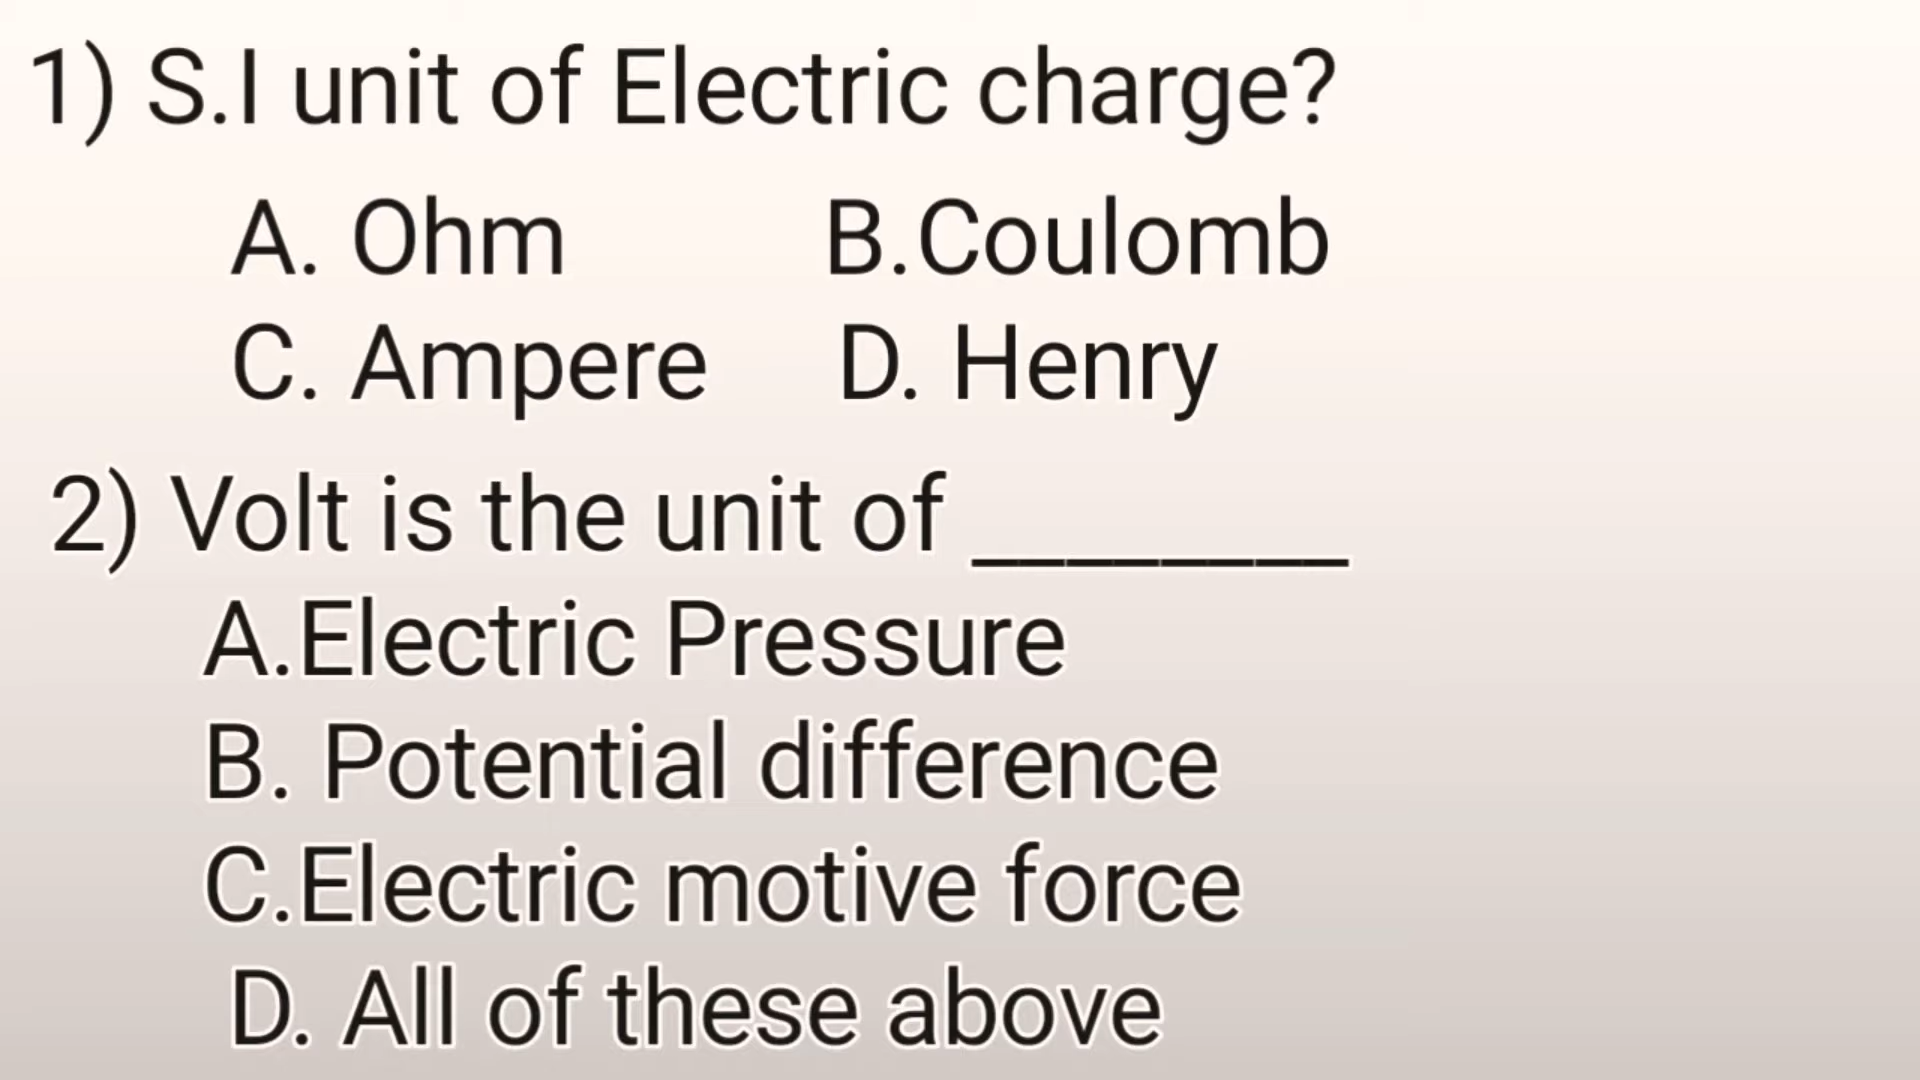 1) S.I unit of Electric charge?
A. Ohm B.Coulomb
C. Ampere D. Henry
2) Volt is the unit of ________
A.Electric Pressure
B. Potential difference
C.Electric motive force
D. All of these above